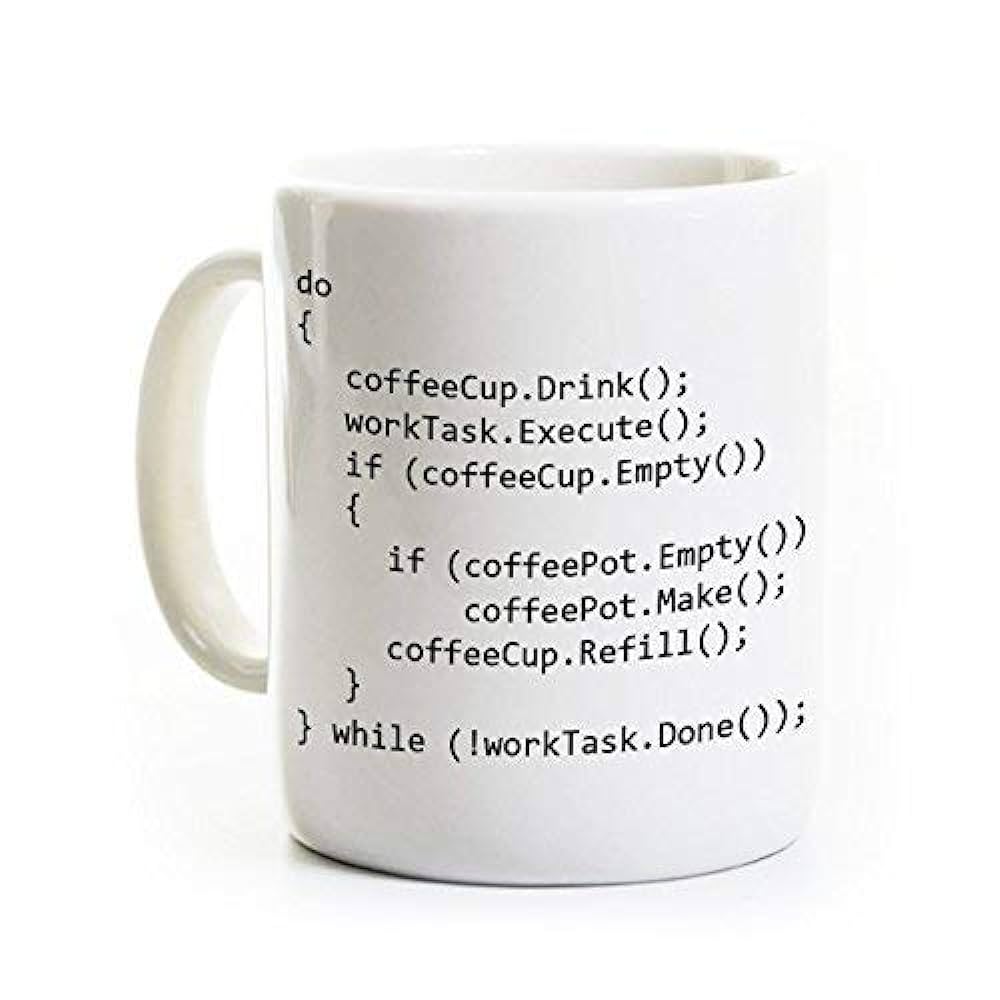 do
{
coffeeCup.Drink();
workTask.Execute();
if (coffeeCup.Empty())
{
if (coffeePot.Empty())
coffeePot.Make();
coffeeCup.Refill();
}
} while (!workTask.Done());